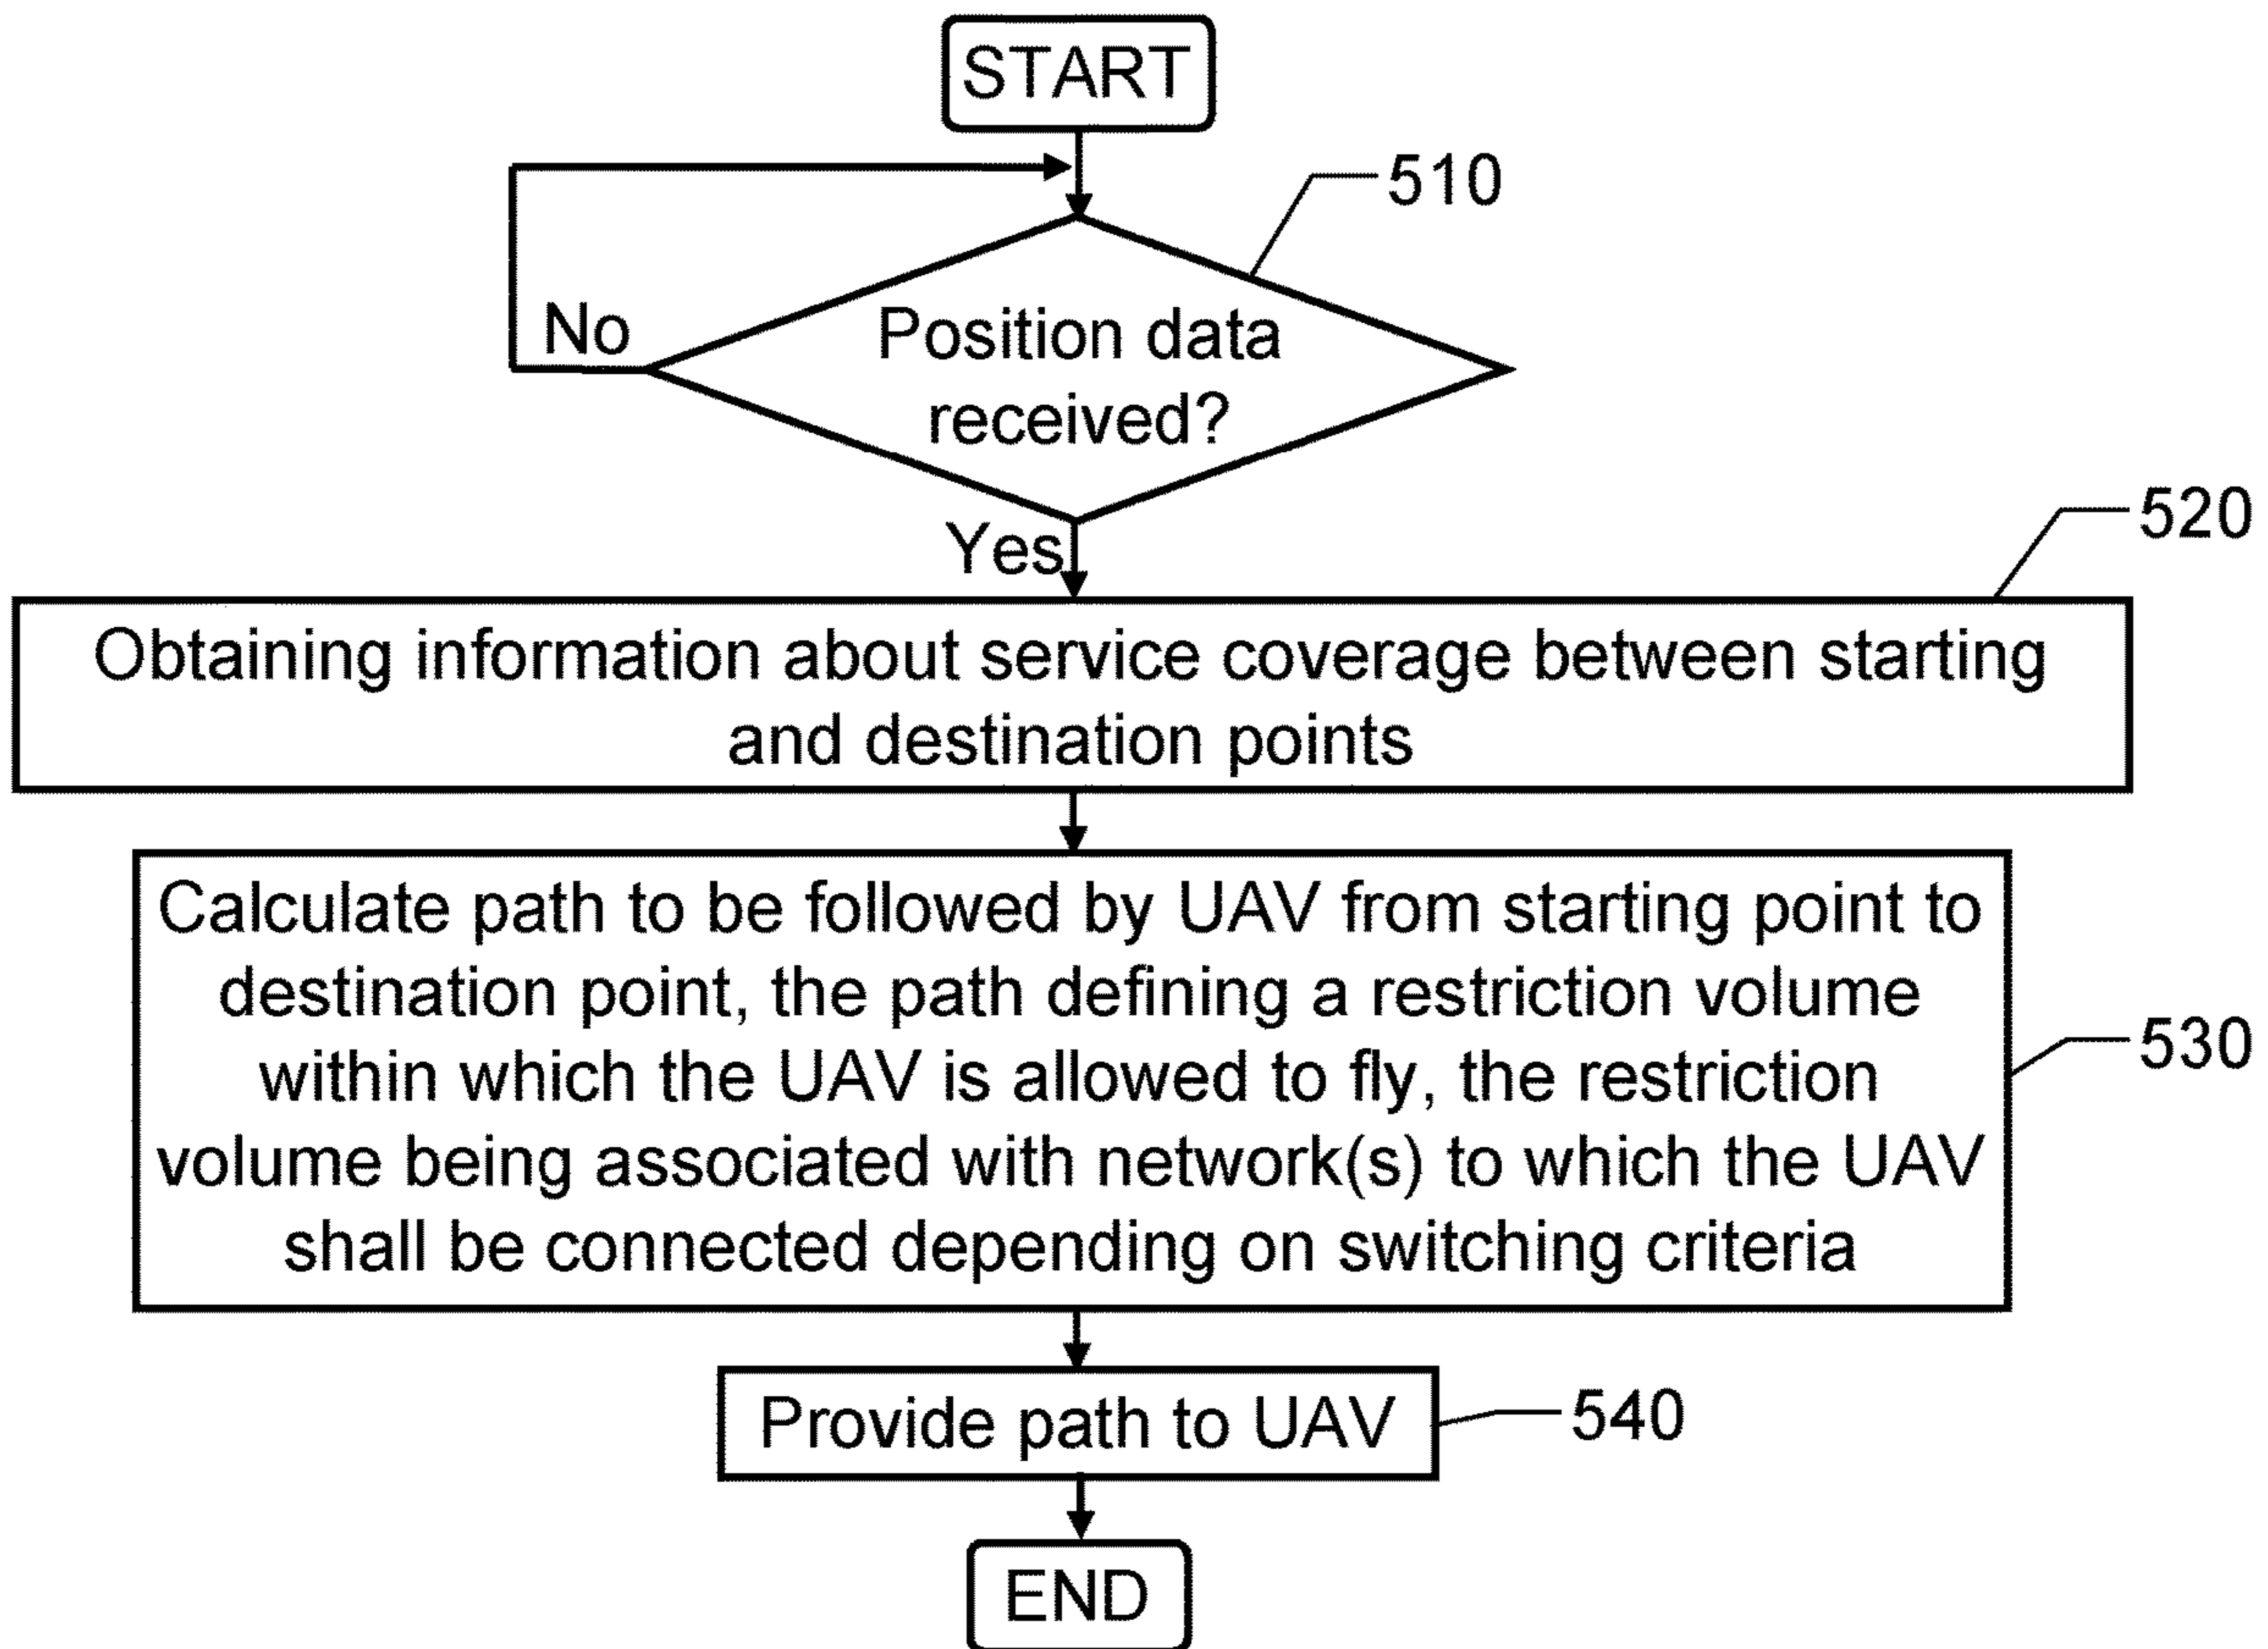 START
510
No
Position data
received?
Yes
520
Obtaining information about service coverage between starting
and destination points
Calculate path to be followed by UAV from starting point to
destination point, the path defining a restriction volume
within which the UAV is allowed to fly, the restriction
volume being associated with network(s) to which the UAV
shall be connected depending on switching criteria
530
Provide path to UAV
540
END